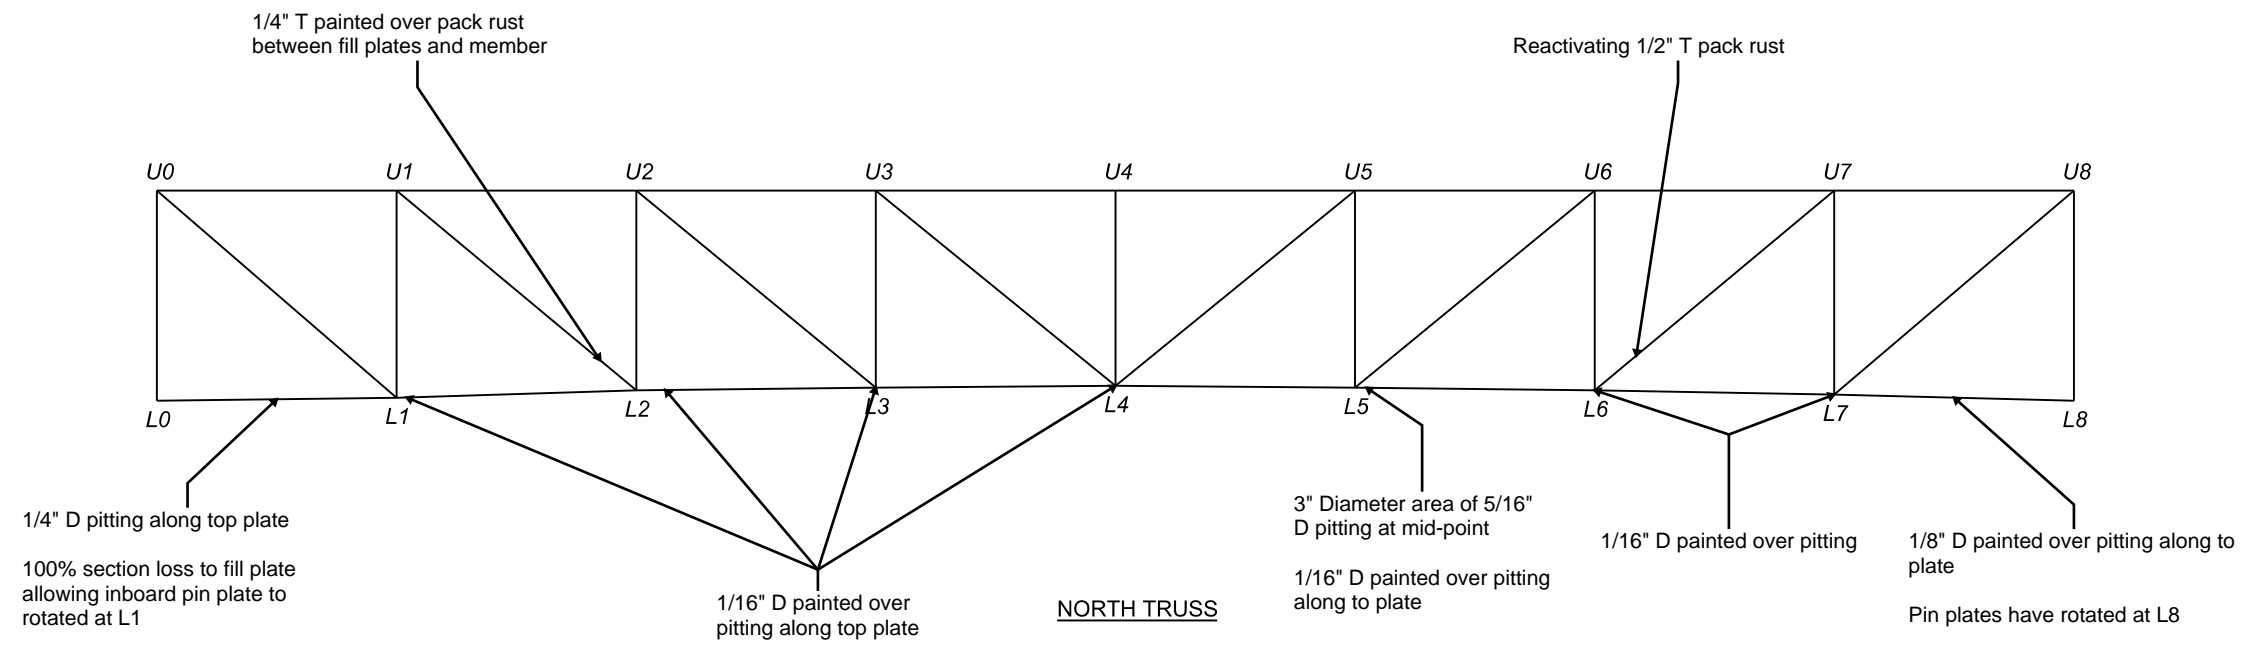 1/4" T painted over pack rust
between fill plates and member
Reactivating 1/2" T pack rust
U0
U1
U2
U3
U4
U5
U6
U7
U8
L0
L1
L2
L3
L4
L5
L6
L7
L8
1/4" D pitting along top plate
100% section loss to fill plate
allowing inboard pin plate to
rotated at L1
1/16" D painted over
pitting along top plate
NORTH TRUSS
3" Diameter area of 5/16"
D pitting at mid-point
1/16" D painted over pitting
along to plate
1/16" D painted over pitting
1/8" D painted over pitting along to
plate
Pin plates have rotated at L8